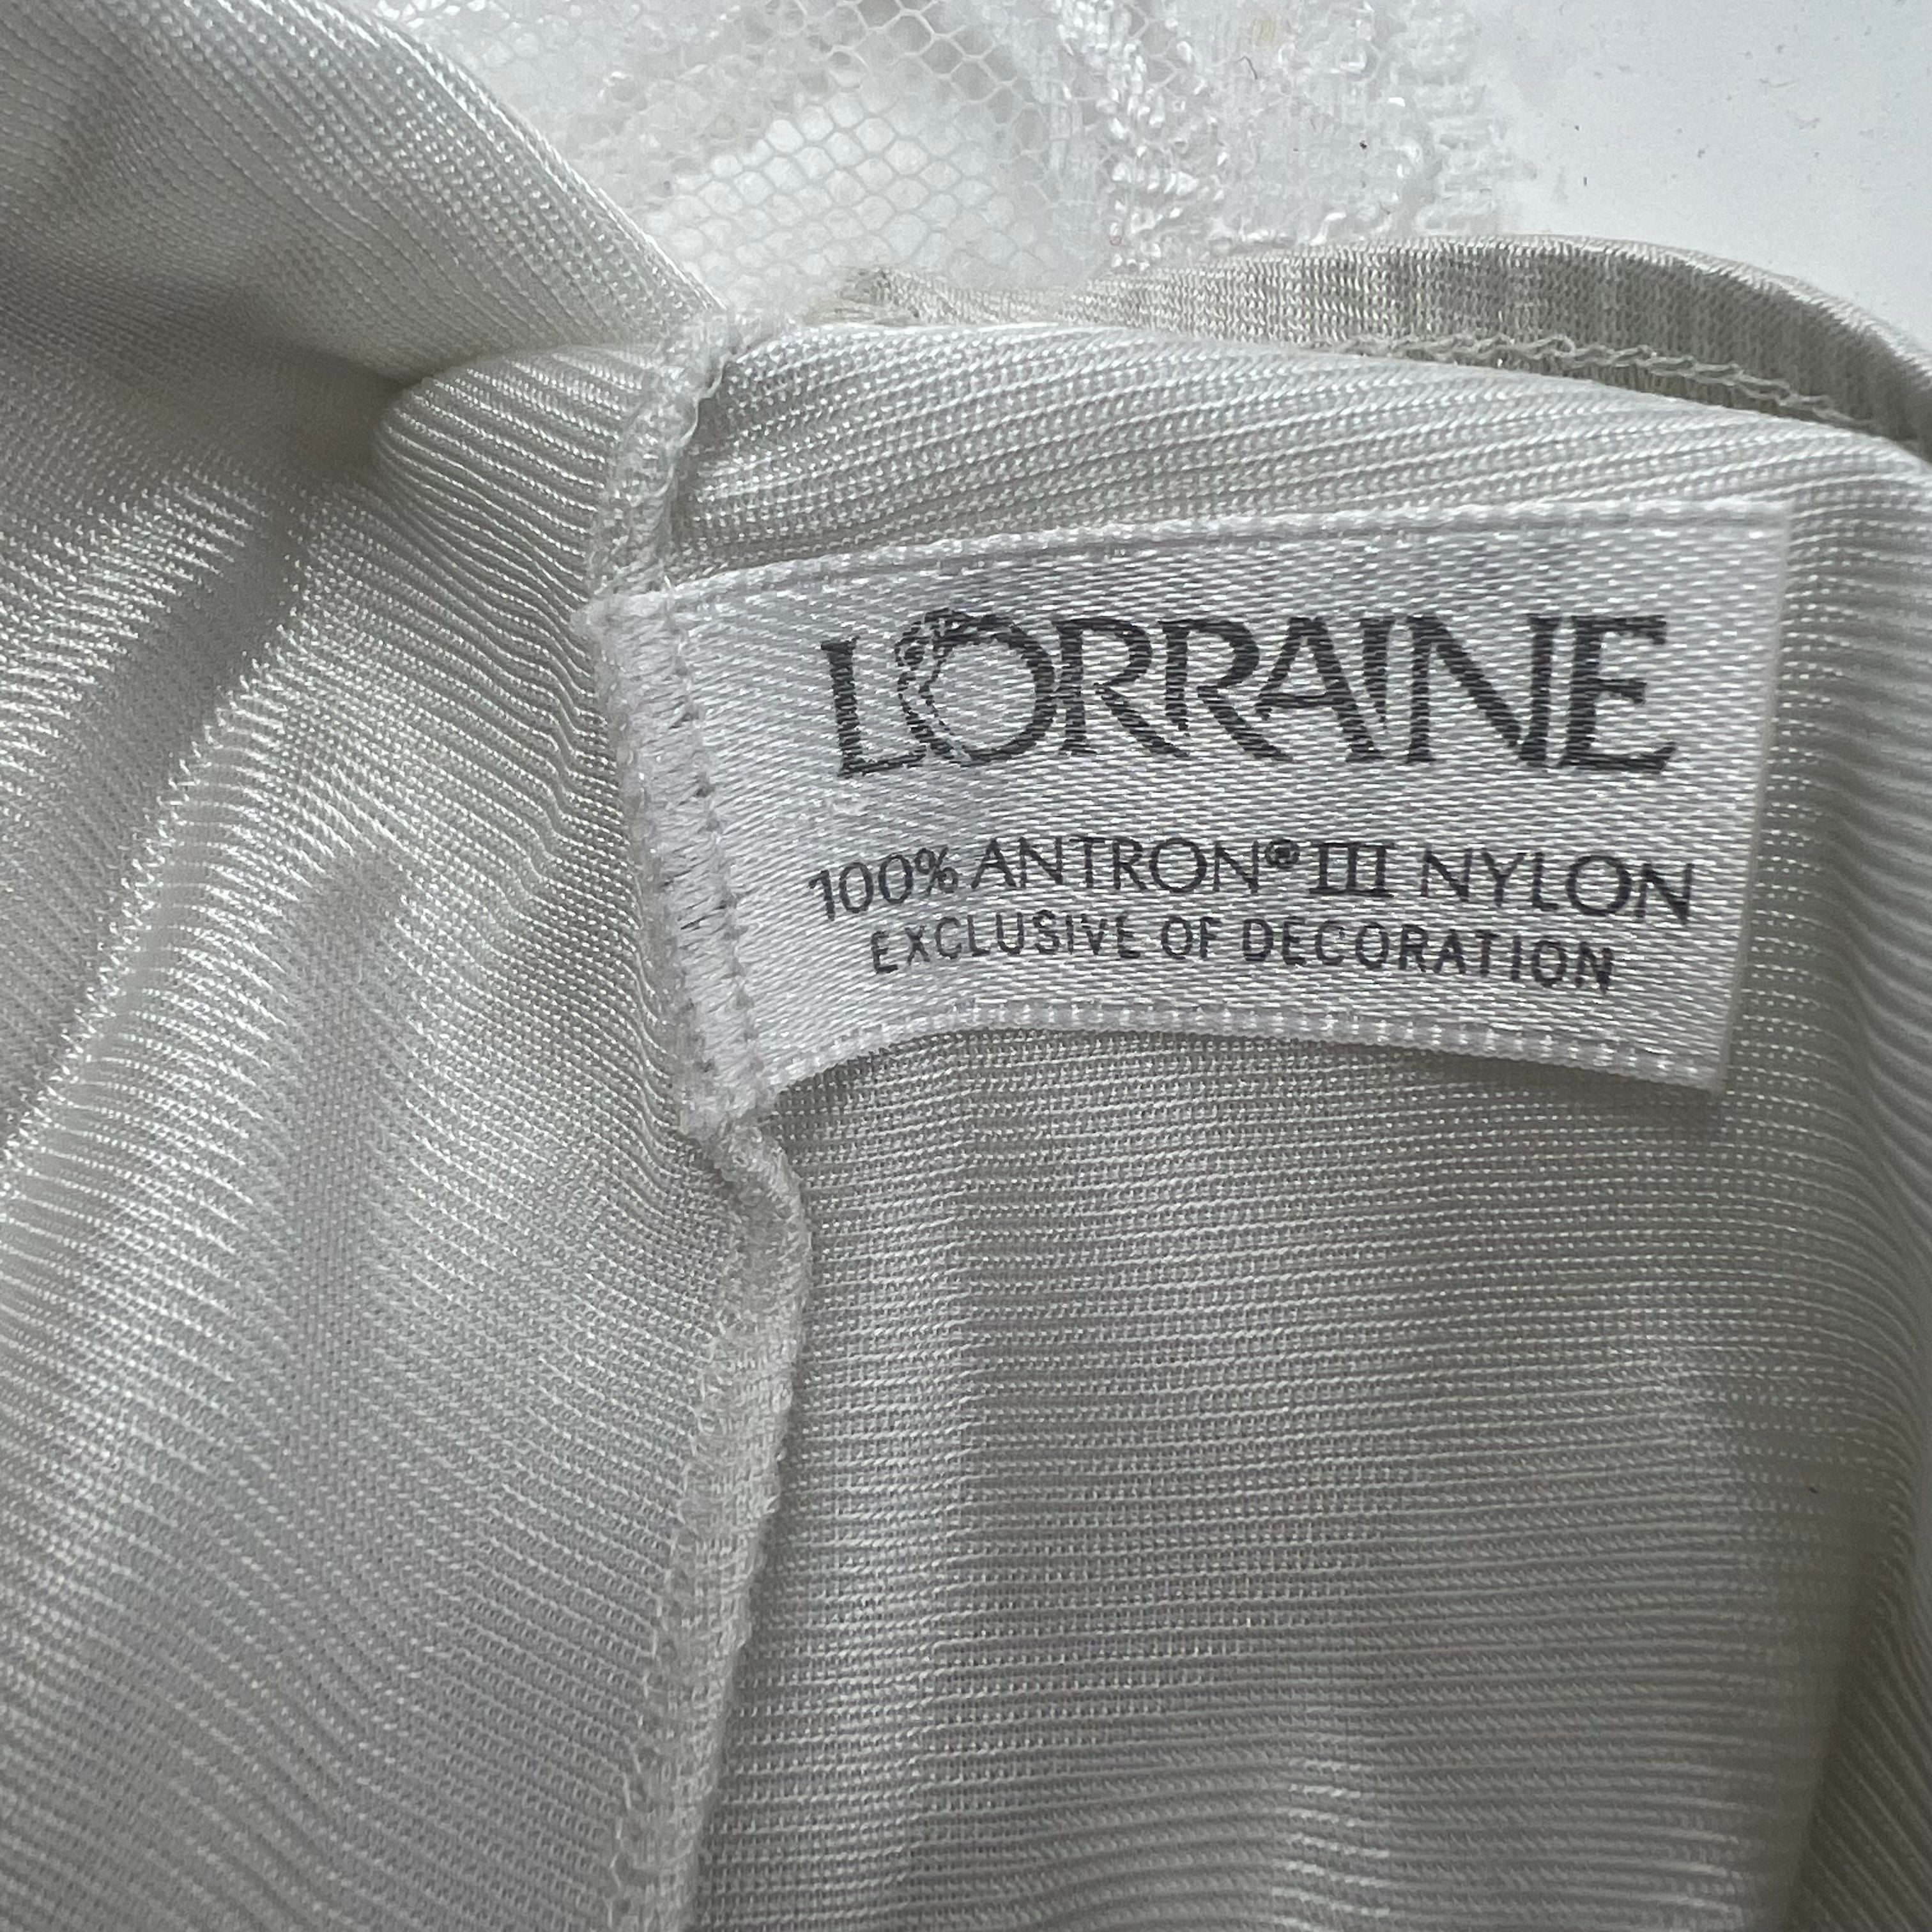 LORRAINE
100% ANTRON® III NYLON
EXCLUSIVE OF DECORATION